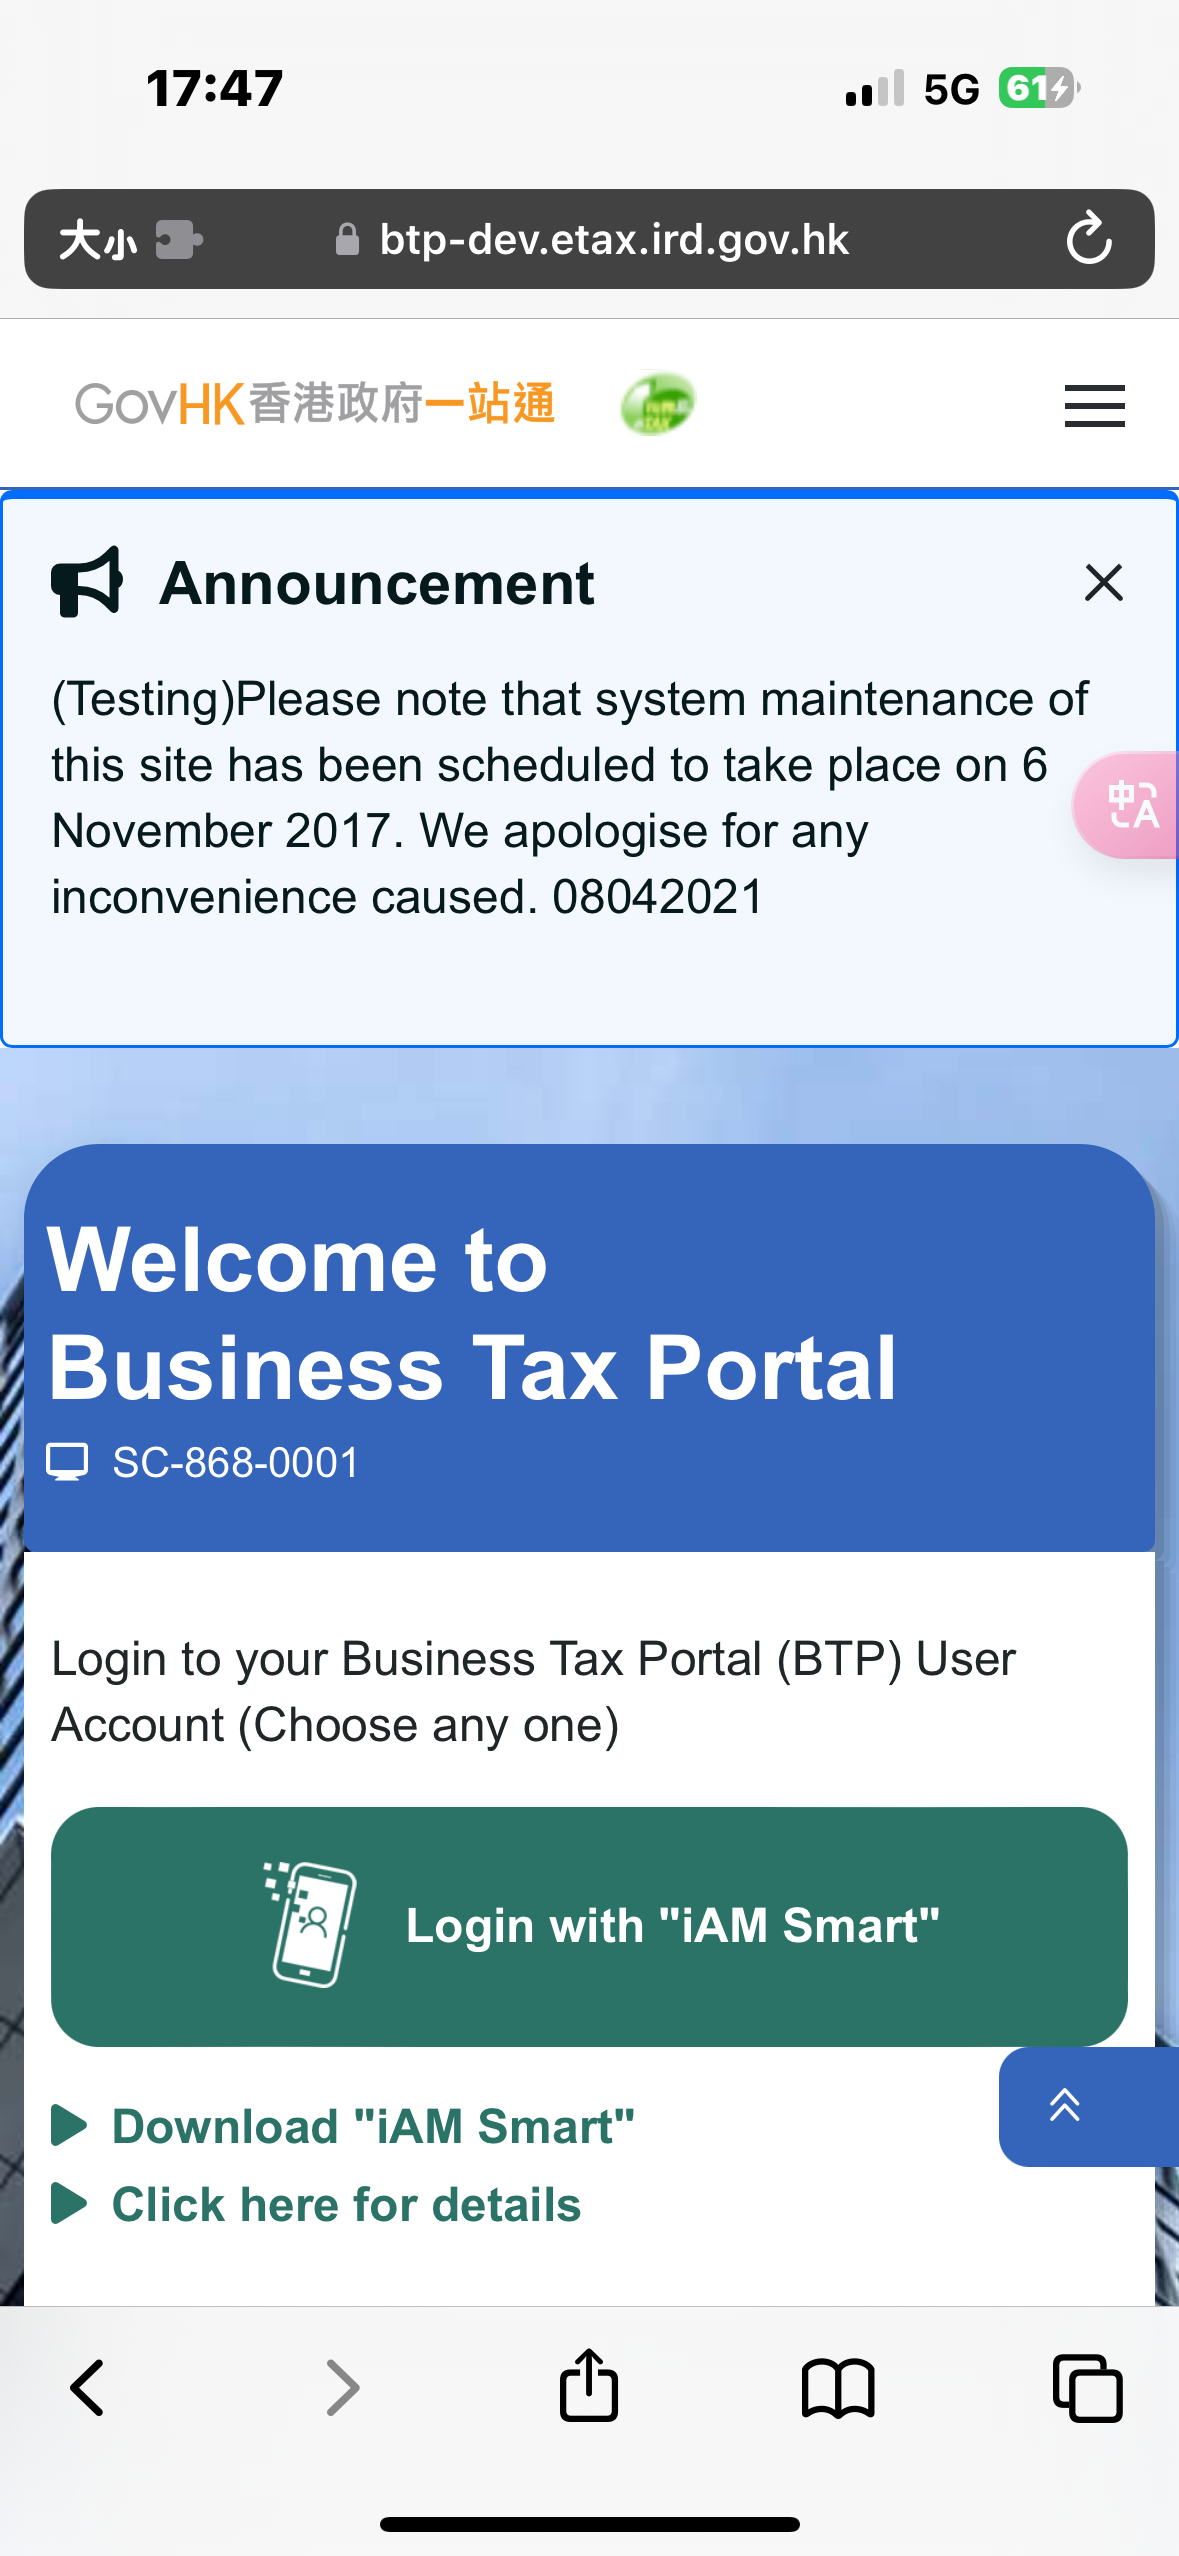 17:47
5G
61
大小
btp-dev.etax.ird.gov.hk
GovHK香港政府一站通
Announcement
(Testing)Please note that system maintenance of
this site has been scheduled to take place on 6
November 2017. We apologise for any
inconvenience caused. 08042021
中A
Welcome to
Business Tax Portal
SC-868-0001
Login to your Business Tax Portal (BTP) User
Account (Choose any one)
Login with "iAM Smart"
Download "iAM Smart"
Click here for details